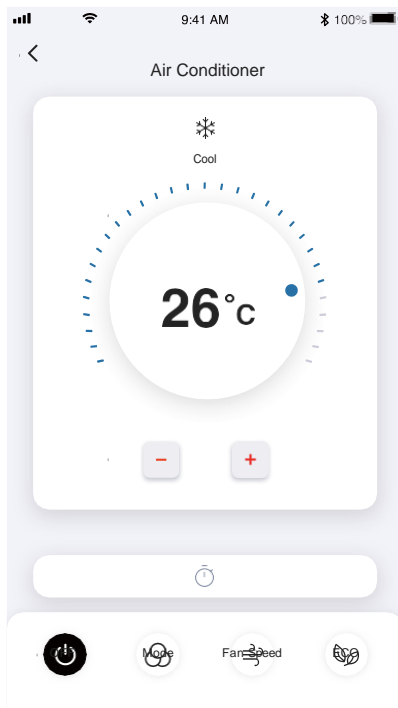 9:41 AM
100%
Air Conditioner
Cool
26°C
−
+
Mode
Fan Speed
ECO